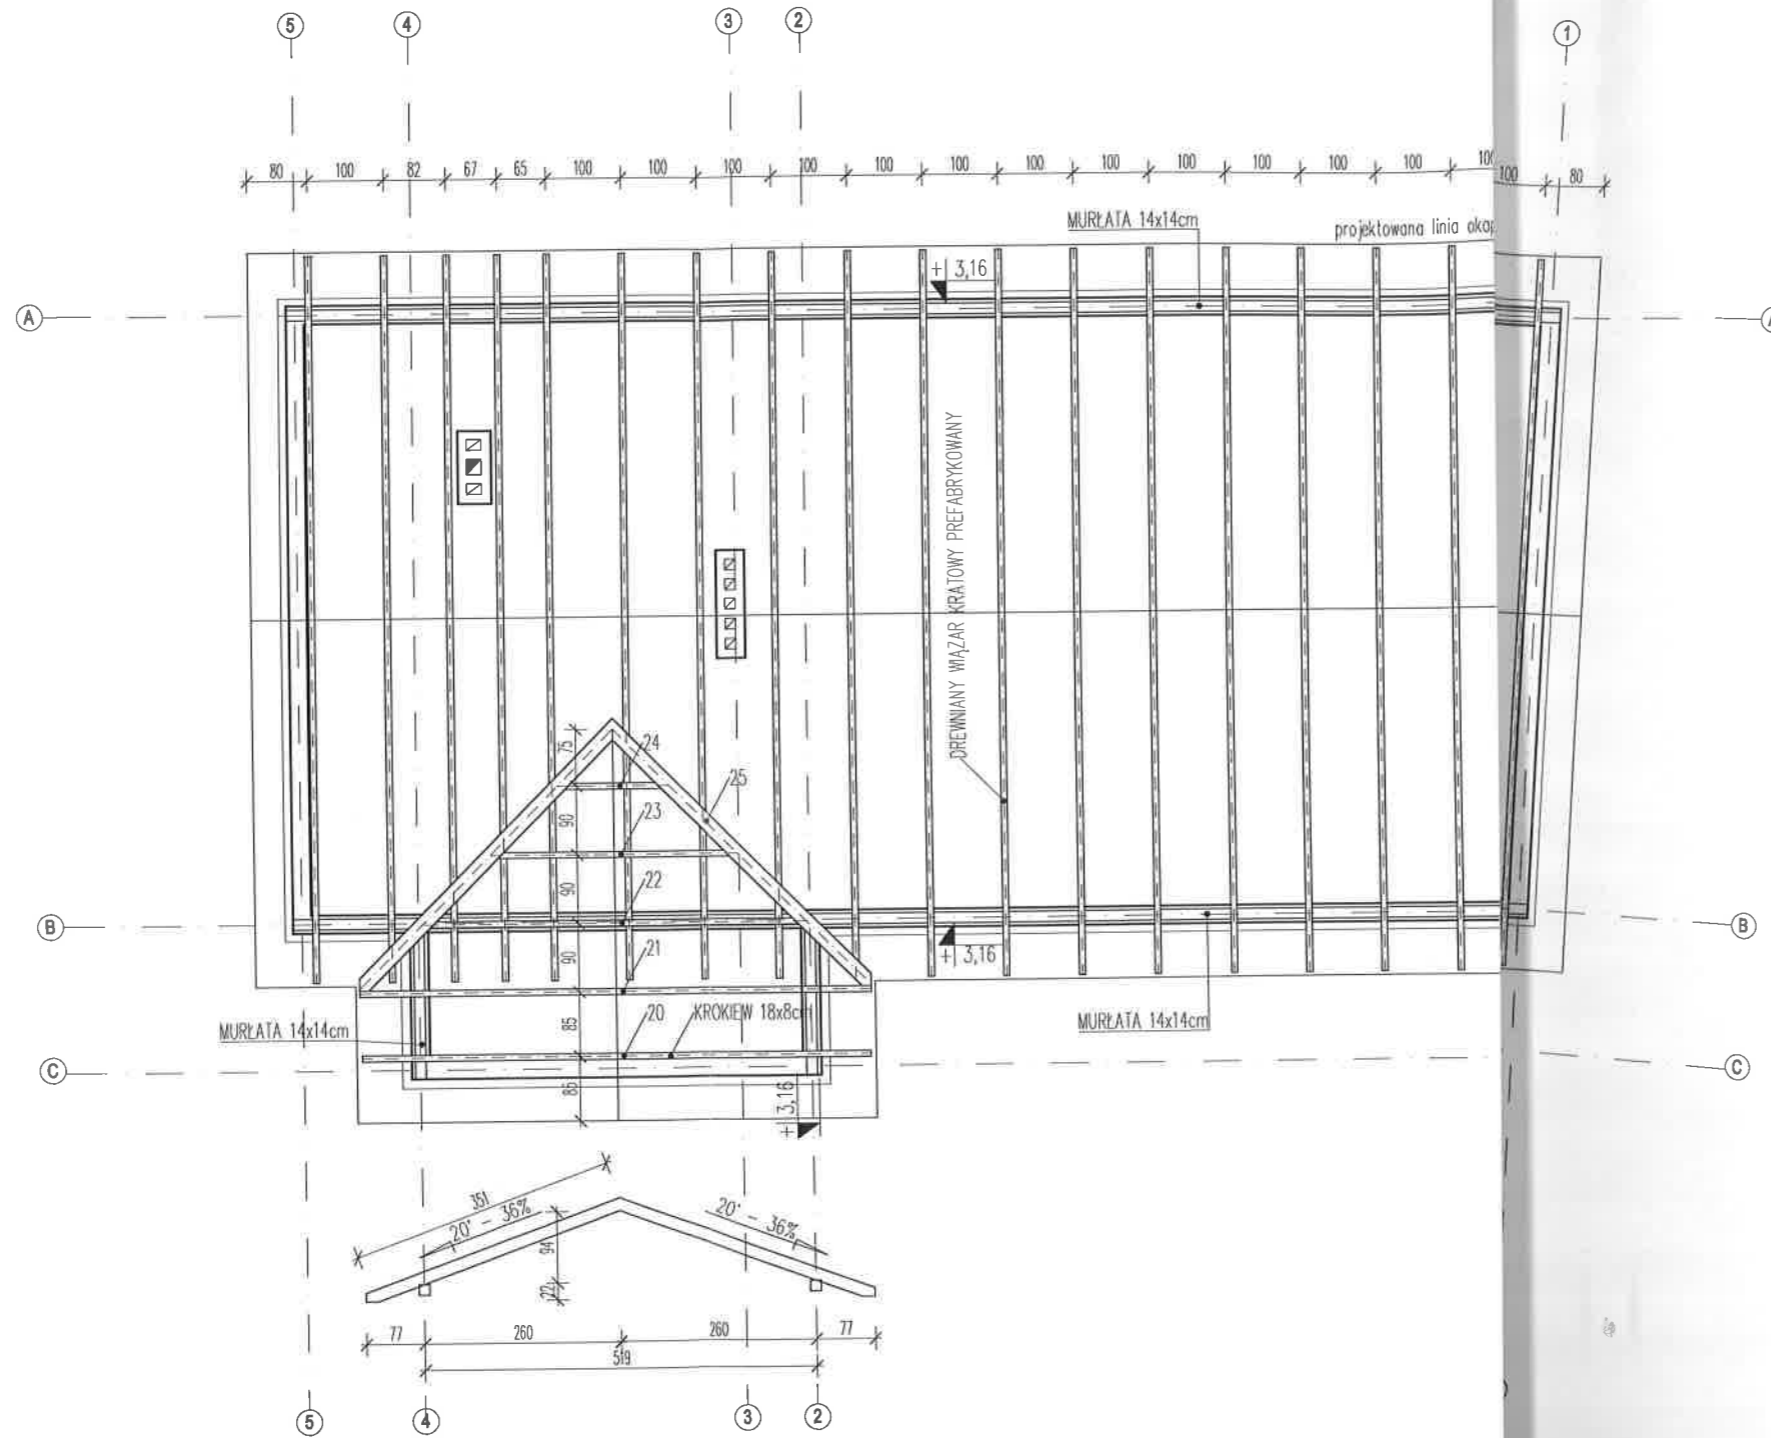 5 4 3 2 1
80 100 82 67 65 100 100 100 100 100 100 100 100 100 100 100 100 80
MURŁATA 14x14cm
projektowana linia
+ 3,16
A
DREWNIANY WIĄZAR KRATOWY PREFABRYKOWANY
75
24
25
90
23
90
22
B
B
90
21
+ 3,16
85
20
KROKIEW 18x8cm
MURŁATA 14x14cm
MURŁATA 14x14cm
C
C
86
+ 3,16
351
20° - 36%
20° - 36%
94
22
77 260 260 77
519
5 4 3 2